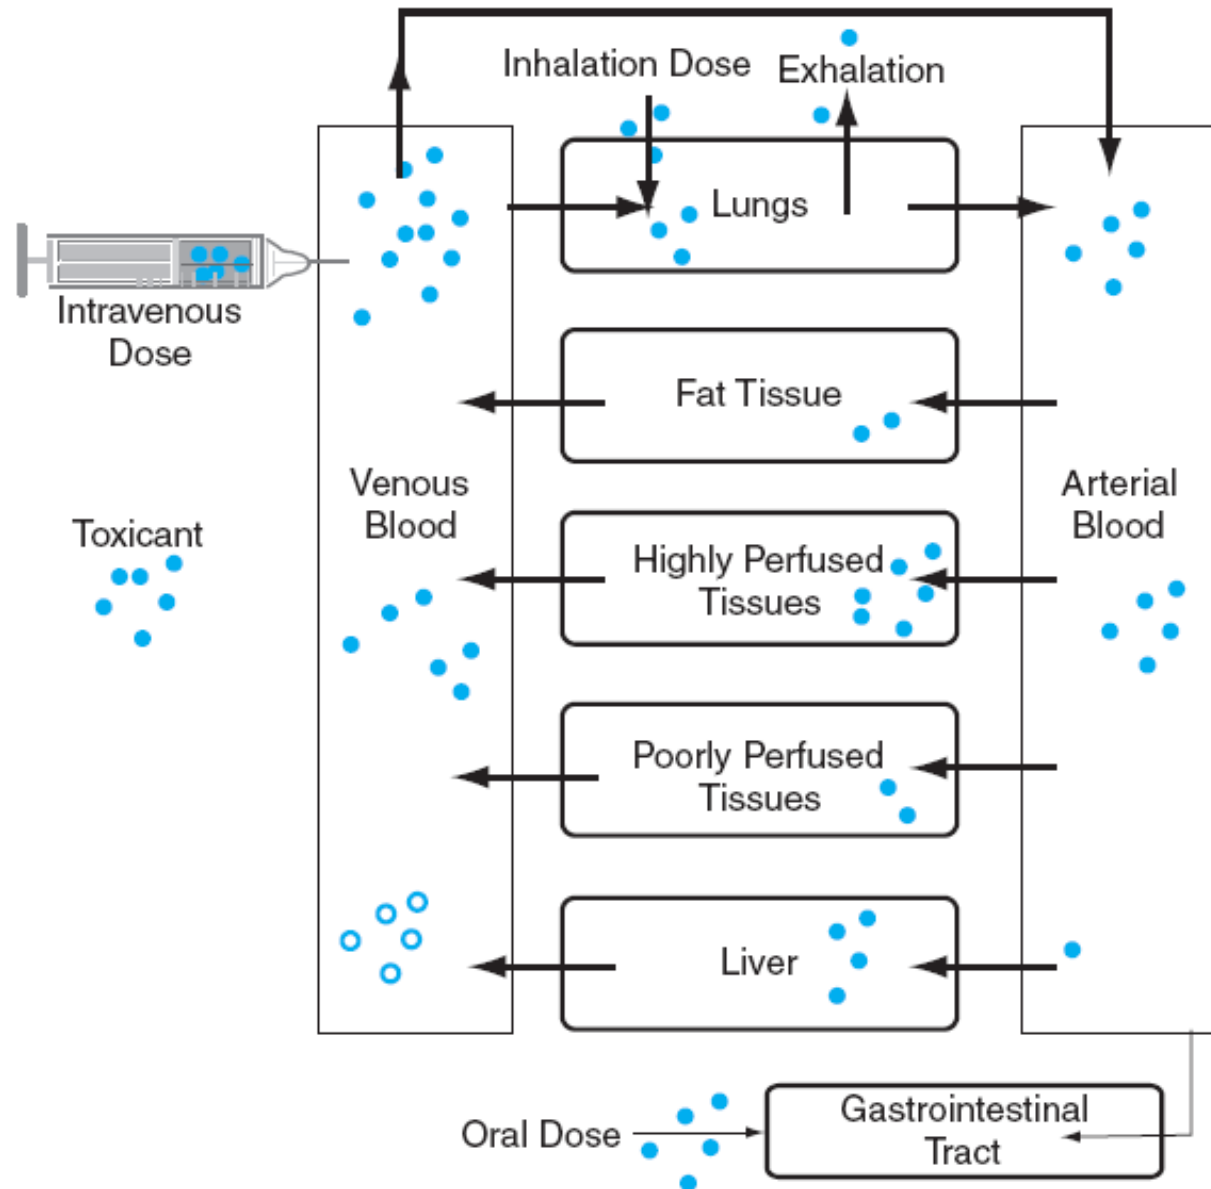 Inhalation Dose
Exhalation
Lungs
Intravenous
Dose
Fat Tissue
Venous
Blood
Arterial
Blood
Toxicant
Highly Perfused
Tissues
Poorly Perfused
Tissues
Liver
Oral Dose
Gastrointestinal
Tract